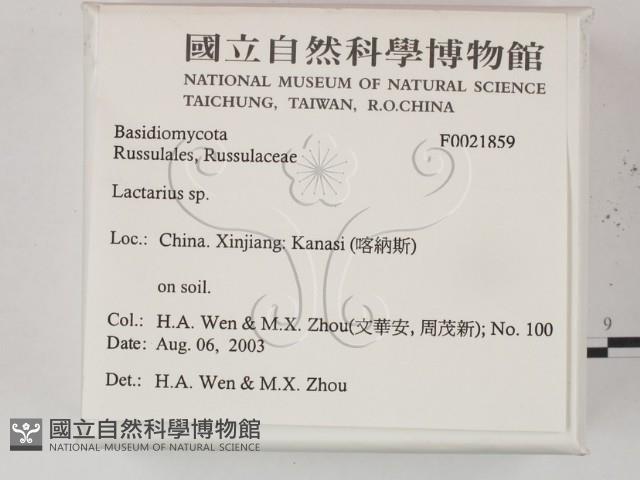 國立自然科學博物館
NATIONAL MUSEUM OF NATURAL SCIENCE
TAICHUNG, TAIWAN, R.O.CHINA
Basidiomycota F0021859
Russulales, Russulaceae
Lactarius sp.
Loc.: China. Xinjiang: Kanasi (喀納斯)
on soil.
Col.: H.A. Wen & M.X. Zhou(文華安, 周茂新); No. 100
Date: Aug. 06, 2003
Det.: H.A. Wen & M.X. Zhou
9
國立自然科學博物館
NATIONAL MUSEUM OF NATURAL SCIENCE